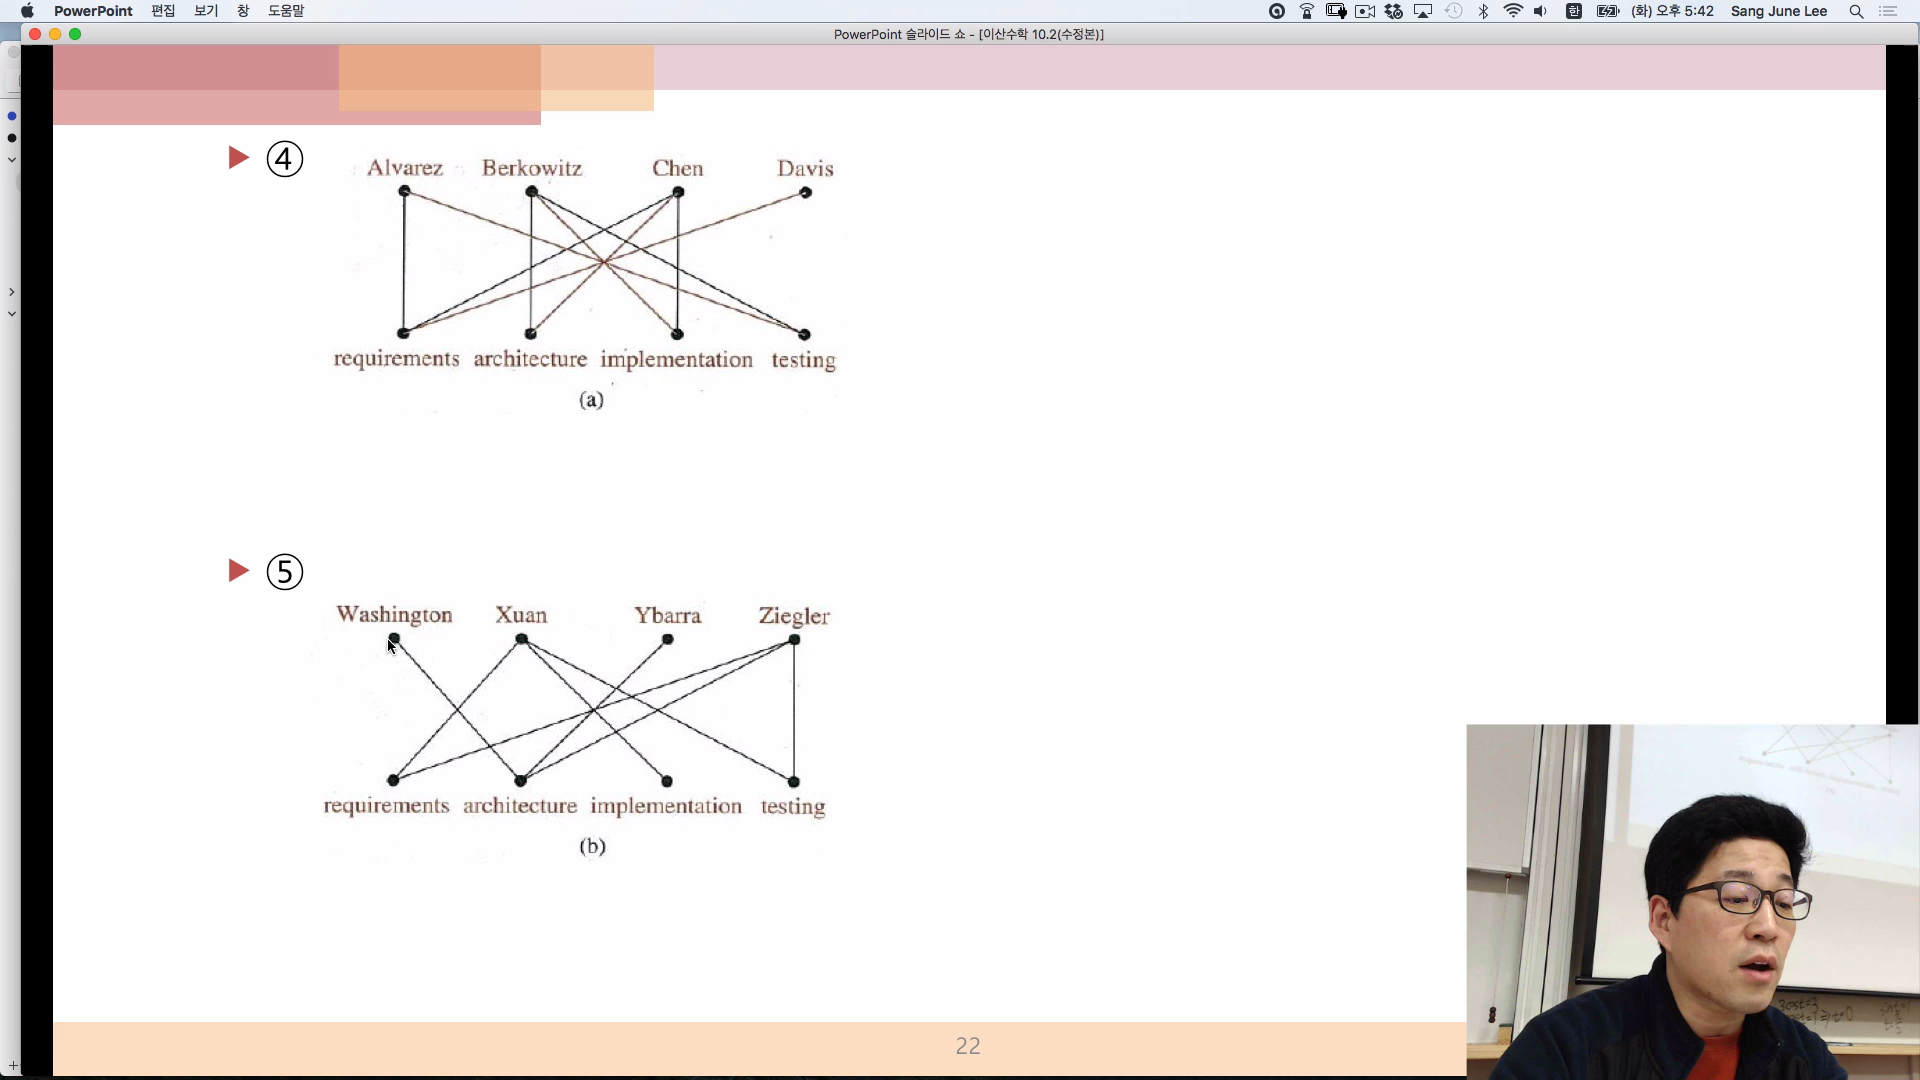 PowerPoint 편집 보기 창 도움말 한 (화) 오후 5:42 Sang June Lee
PowerPoint 슬라이드 쇼 - [이산수학 10.2(수정본)]
④
Alvarez Berkowitz Chen Davis
requirements architecture implementation testing
(a)
⑤
Washington Xuan Ybarra Ziegler
requirements architecture implementation testing
(b)
22